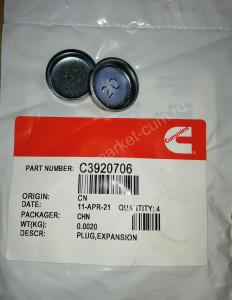 20
Cummins
PART NUMBER: C3920706
ORIGIN: CN
DATE: 11-APR-21 QUANTITY: 4
PACKAGER: CHN
WT(KG): 0.0020
DESCR: PLUG,EXPANSION